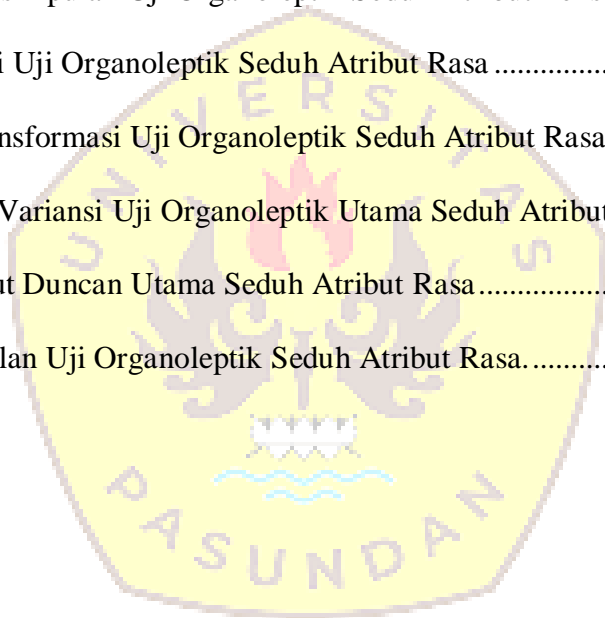 i Uji Organoleptik Seduh Atribut Rasa ................
nsformasi Uji Organoleptik Seduh Atribut Rasa
Variansi Uji Organoleptik Utama Seduh Atribut
ut Duncan Utama Seduh Atribut Rasa.................
lan Uji Organoleptik Seduh Atribut Rasa...........
UNIVERSITAS
PASUNDAN